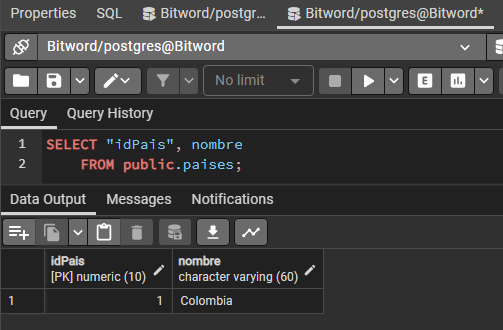 Properties SQL Bitword/postgr... Bitword/postgres@Bitword*
Bitword/postgres@Bitword
No limit E
Query Query History
1 SELECT "idPais", nombre
2 FROM public.paises;
Data Output Messages Notifications
idPais nombre
[PK] numeric (10) character varying (60)
1 1 Colombia